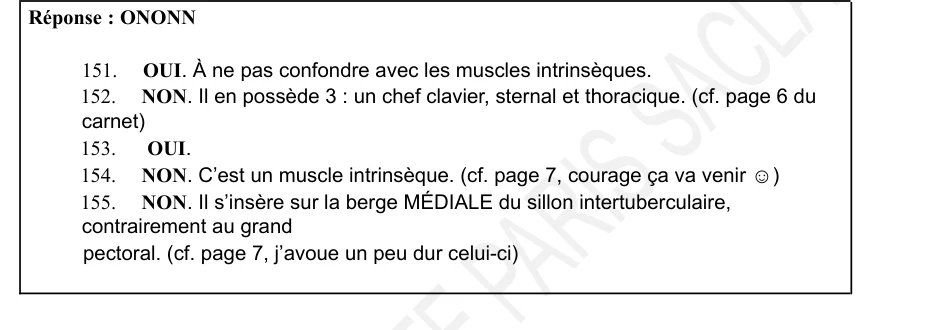 Réponse : ONONN
151. OUI. À ne pas confondre avec les muscles intrinsèques.
152. NON. Il en possède 3 : un chef clavier, sternal et thoracique. (cf. page 6 du
carnet)
153. OUI.
154. NON. C’est un muscle intrinsèque. (cf. page 7, courage ça va venir ☺)
155. NON. Il s’insère sur la berge MÉDIALE du sillon intertuberculaire,
contrairement au grand
pectoral. (cf. page 7, j’avoue un peu dur celui-ci)
PARIS SACLA